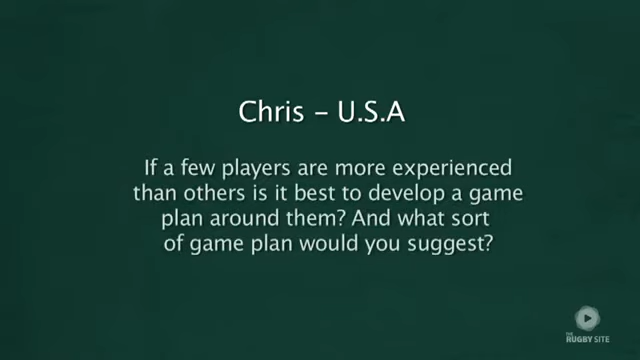 Chris – U.S.A
If a few players are more experienced
than others is it best to develop a game
plan around them? And what sort
of game plan would you suggest?
THE
RUGBY SITE